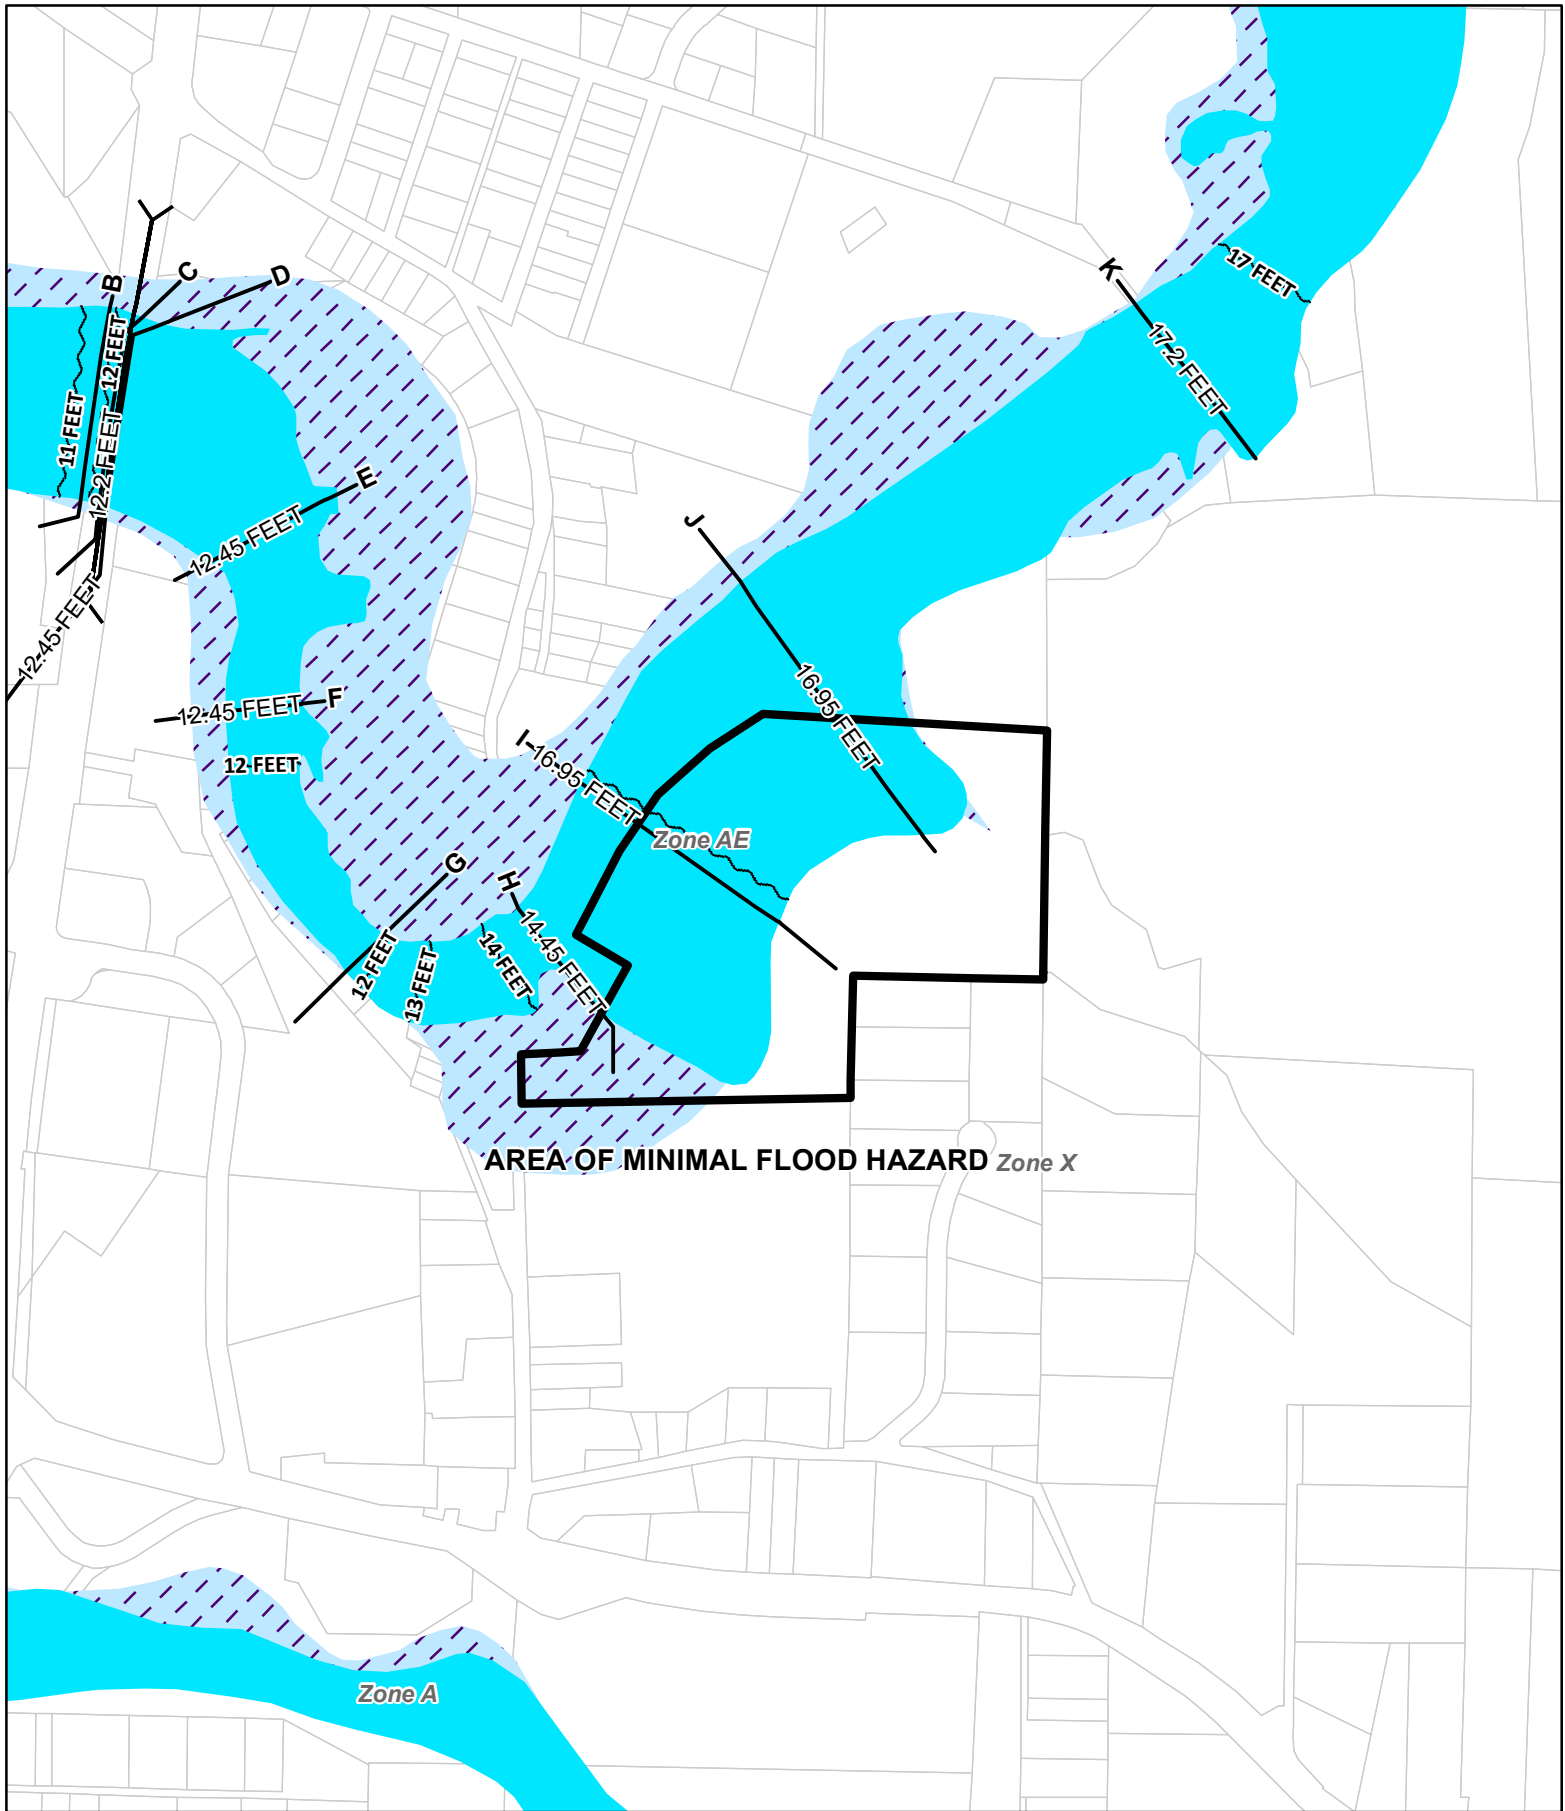 17 FEET
K
17.2 FEET
B
C
D
12 FEET
11 FEET
12.2 FEET
E
12.45 FEET
J
12.45 FEET
16.95 FEET
F
12.45 FEET
I
16.95 FEET
12 FEET
Zone AE
G
H
14.45 FEET
14 FEET
12 FEET
13 FEET
AREA OF MINIMAL FLOOD HAZARD Zone X
Zone A